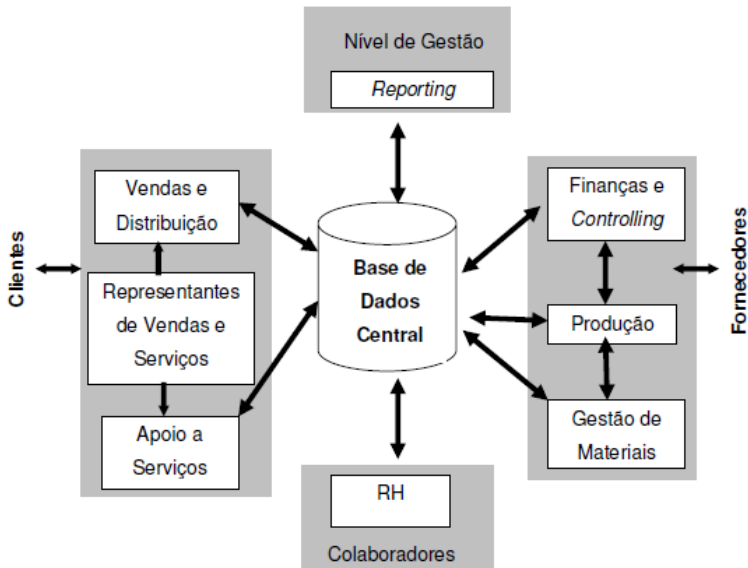 Nível de Gestão
Reporting
Vendas e
Distribuição
Representantes
de Vendas e
Serviços
Apoio a
Serviços
Clientes
Base de
Dados
Central
Finanças e
Controlling
Produção
Gestão de
Materiais
Fornecedores
RH
Colaboradores